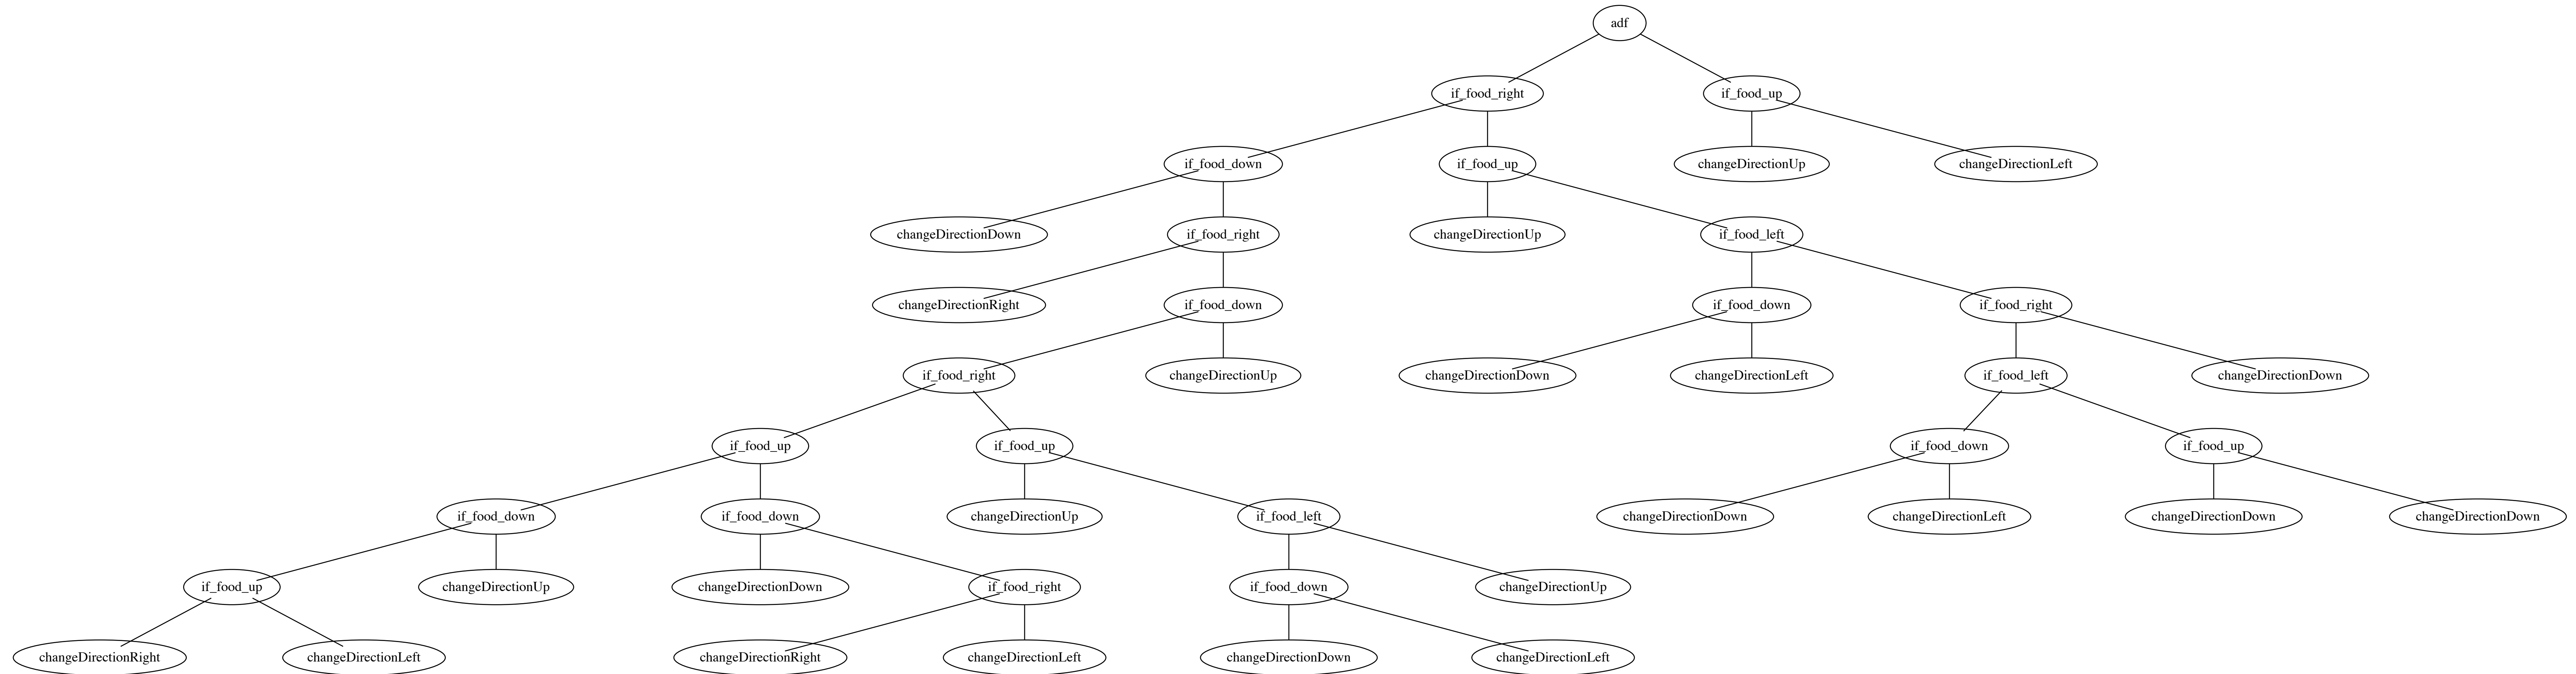 adf
if_food_right
if_food_up
if_food_down
if_food_up
changeDirectionUp
changeDirectionLeft
changeDirectionDown
if_food_right
changeDirectionUp
if_food_left
changeDirectionRight
if_food_down
if_food_down
if_food_right
if_food_right
changeDirectionUp
changeDirectionDown
changeDirectionLeft
if_food_left
changeDirectionDown
if_food_up
if_food_up
if_food_down
if_food_up
if_food_down
if_food_down
changeDirectionUp
if_food_left
changeDirectionDown
changeDirectionLeft
changeDirectionDown
changeDirectionDown
if_food_up
changeDirectionUp
changeDirectionDown
if_food_right
if_food_down
changeDirectionUp
changeDirectionRight
changeDirectionLeft
changeDirectionRight
changeDirectionLeft
changeDirectionDown
changeDirectionLeft